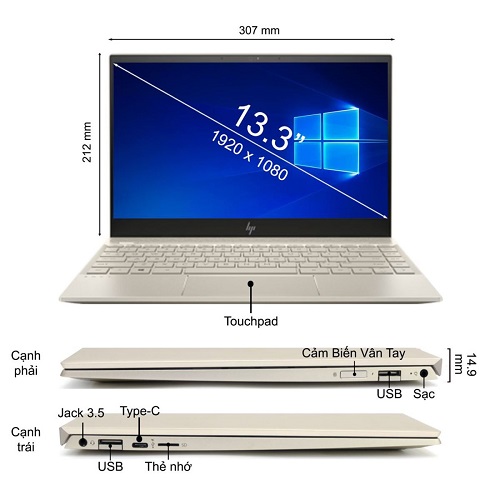 307 mm
212 mm
13.3”
1920 x 1080
hp
Touchpad
Cạnh phải
Cảm Biến Vân Tay
USB
Sạc
14.9 mm
Cạnh trái
Jack 3.5
Type-C
USB
Thẻ nhớ